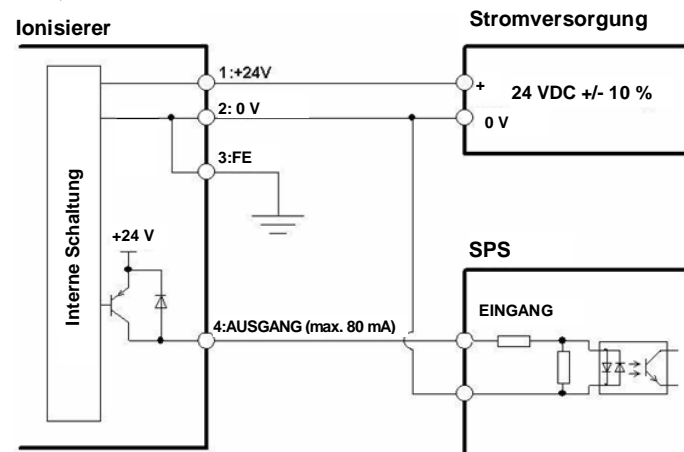 Ionisierer
Stromversorgung
1:+24V
+
24 VDC +/- 10 %
2: 0 V
0 V
3:FE
Interne Schaltung
+24 V
SPS
EINGANG
4:AUSGANG (max. 80 mA)